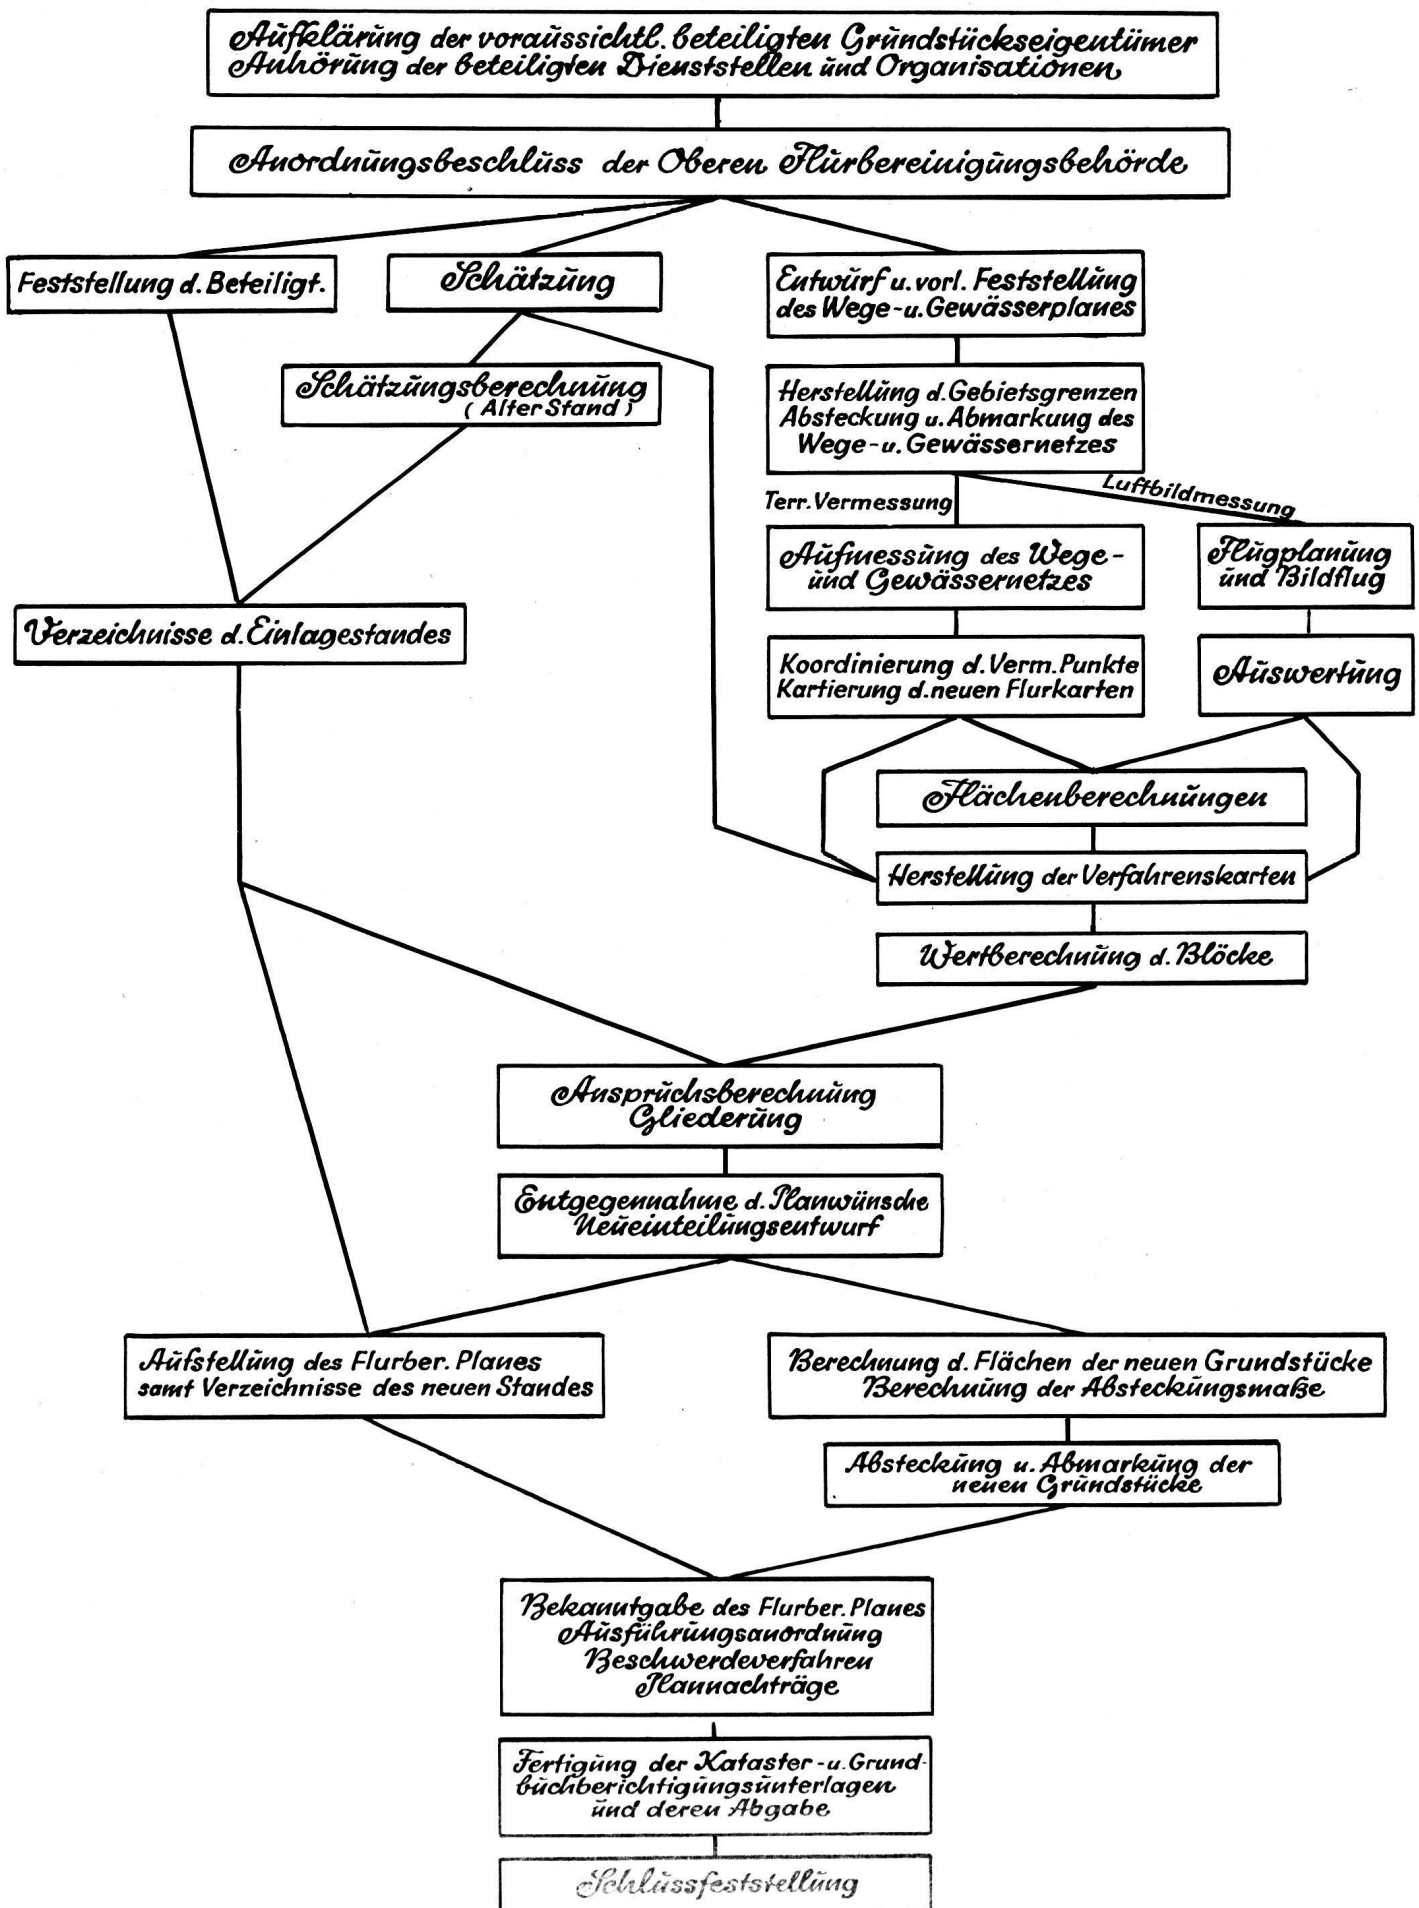 Aufklärung der voraussichtl. beteiligten Grundstückseigentümer
Anhörung der beteiligten Dienststellen und Organisationen
Anordnungsbeschluss der Oberen Flurbereinigungsbehörde
Feststellung d. Beteiligt.
Schätzung
Entwurf u. vorl. Feststellung
des Wege- u. Gewässerplanes
Schätzungsberechnung
(Alter Stand)
Herstellung d. Gebietsgrenzen
Absteckung u. Abmarkung des
Wege- u. Gewässernetzes
Terr. Vermessung
Luftbildmessung
Aufmessung des Wege-
und Gewässernetzes
Flugplanung
und Bildflug
Verzeichnisse d. Einlagestandes
Koordinierung d. Verm. Punkte
Kartierung d. neuen Flurkarten
Auswertung
Flächenberechnungen
Herstellung der Verfahrenskarten
Wertberechnung d. Blöcke
Anspruchsberechnung
Gliederung
Entgegennahme d. Planwünsche
Neueinteilungsentwurf
Aufstellung des Flurber. Planes
samt Verzeichnisse des neuen Standes
Berechnung d. Flächen der neuen Grundstücke
Berechnung der Absteckungsmaße
Absteckung u. Abmarkung der
neuen Grundstücke
Bekanntgabe des Flurber. Planes
Ausführungsanordnung
Beschwerdeverfahren
Plannachträge
Fertigung der Kataster- u. Grund-
buchberichtigungsunterlagen
und deren Abgabe
Schlussfeststellung